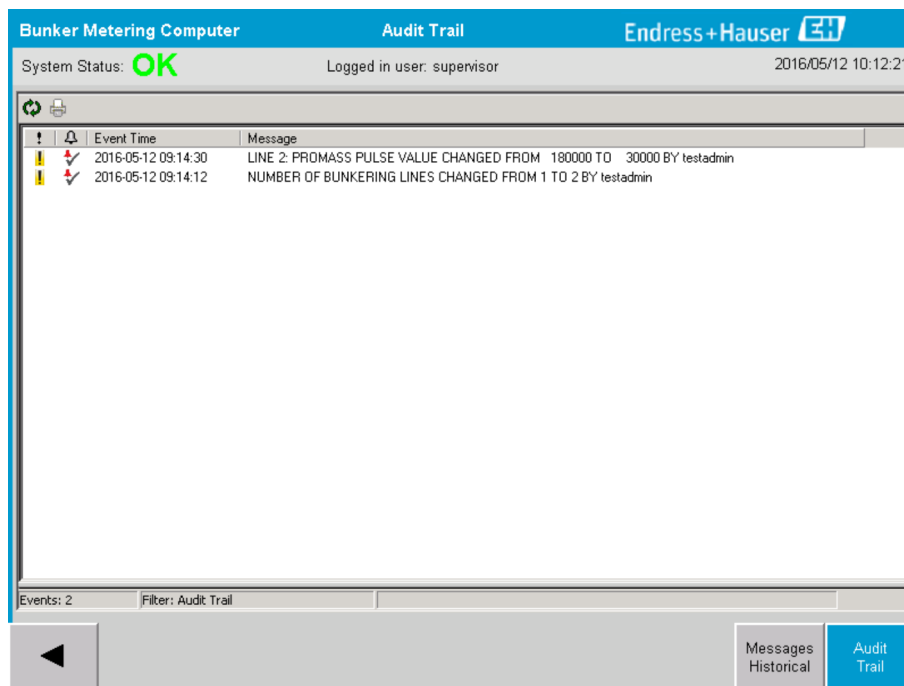 Bunker Metering Computer Audit Trail Endress+Hauser EH
System Status: OK Logged in user: supervisor 2016/05/12 10:12:21
! Event Time Message
! 2016-05-12 09:14:30 LINE 2: PROMASS PULSE VALUE CHANGED FROM 180000 TO 30000 BY testadmin
! 2016-05-12 09:14:12 NUMBER OF BUNKERING LINES CHANGED FROM 1 TO 2 BY testadmin
Events: 2 Filter: Audit Trail
Messages Audit
Historical Trail